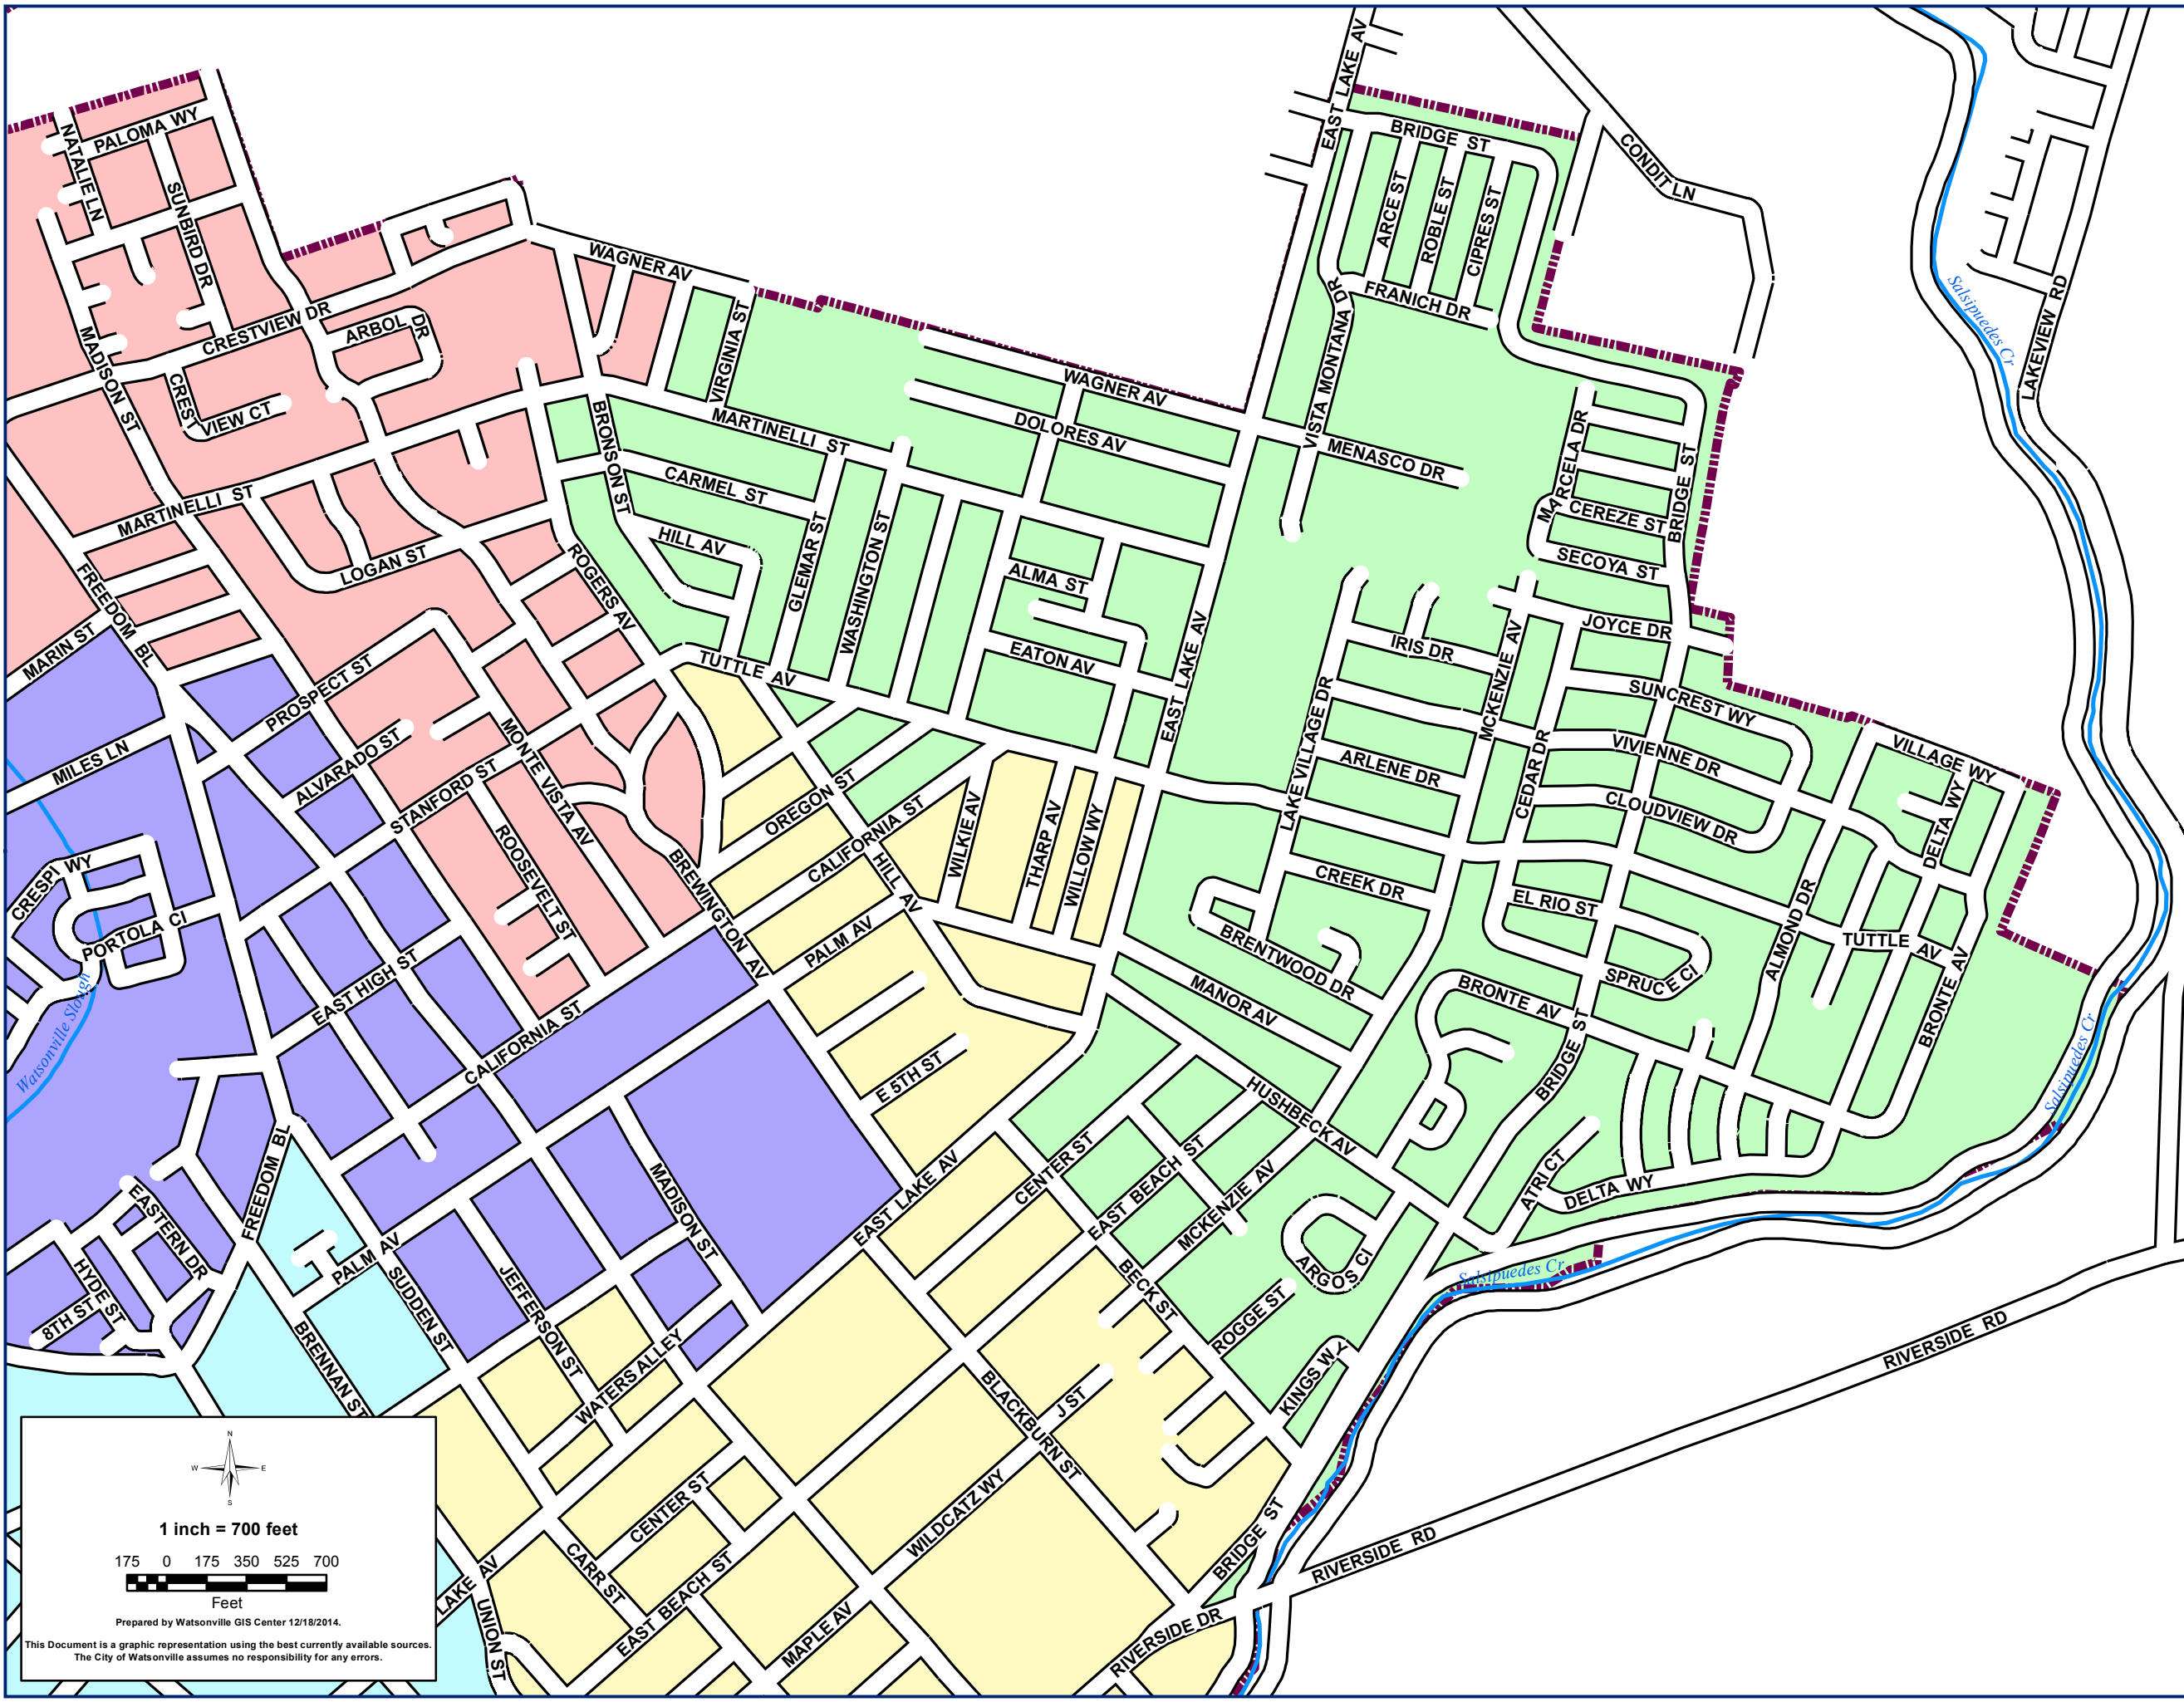 EAST LAKE AV
CONDIT LN
NATALIE LN
PALOMA WY
SUNBIRD DR
EAST LAKE AV
BRIDGE ST
ARCE ST
ROBLE ST
CIPRES ST
FRANICH DR
VISTA MONTANA DR
WAGNER AV
VIRGINIA ST
Salsipuedes Cr
LAKEVIEW RD
CRESTVIEW DR
ARBOL DR
MADISON ST
CREST
VIEW CT
WAGNER AV
DOLORES AV
MARTINELLI ST
BRONSON ST
CARMEL ST
MENASCO DR
MARCELA DR
BRIDGE ST
CEREZE ST
SECOYA ST
MARTINELLI ST
LOGAN ST
HILL AV
GLEMAR ST
WASHINGTON ST
ALMA ST
EATON AV
ROGERS AV
FREEDOM BL
MARIN ST
TUTTLE AV
EAST LAKE AV
IRIS DR
MCKENZIE AV
JOYCE DR
SUNCREST WY
PROSPECT ST
MILES LN
ALVARADO ST
STANFORD ST
MONTE VISTA AV
LAKE VILLAGE DR
ARLENE DR
CEDAR DR
VIVIENNE DR
CLOUDVIEW DR
VILLAGE WY
DELTA WY
OREGON ST
CALIFORNIA ST
HILL AV
WILKIE AV
THARP AV
WILLOW WY
CRESPI WY
PORTOLA CI
ROOSEVELT ST
BREWINGTON AV
PALM AV
CREEK DR
BRENTWOOD DR
EL RIO ST
SPRUCE CI
ALMOND DR
TUTTLE AV
BRONTE AV
Watsonville Slough
EAST HIGH ST
CALIFORNIA ST
E 5TH ST
MANOR AV
BRONTE AV
BRIDGE ST
HUSHBECK AV
Salsipuedes Cr
FREEDOM BL
EASTERN DR
HYDE ST
8TH ST
PALM AV
SUDDEN ST
BRENNAN ST
JEFFERSON ST
MADISON ST
WATERS ALLEY
EAST LAKE AV
CENTER ST
EAST BEACH ST
MCKENZIE AV
BECK ST
ROGGE ST
ARGOS CI
KINGS WY
ATRI CT
DELTA WY
Salsipuedes Cr
RIVERSIDE RD
BLACKBURN ST
J ST
WILDCATZ WY
CENTER ST
CARR ST
EAST BEACH ST
MAPLE AV
LAKE AV
UNION ST
BRIDGE ST
RIVERSIDE DR
RIVERSIDE RD
N
W E
S
1 inch = 700 feet
175 0 175 350 525 700
Feet
Prepared by Watsonville GIS Center 12/18/2014.
This Document is a graphic representation using the best currently available sources.
The City of Watsonville assumes no responsibility for any errors.